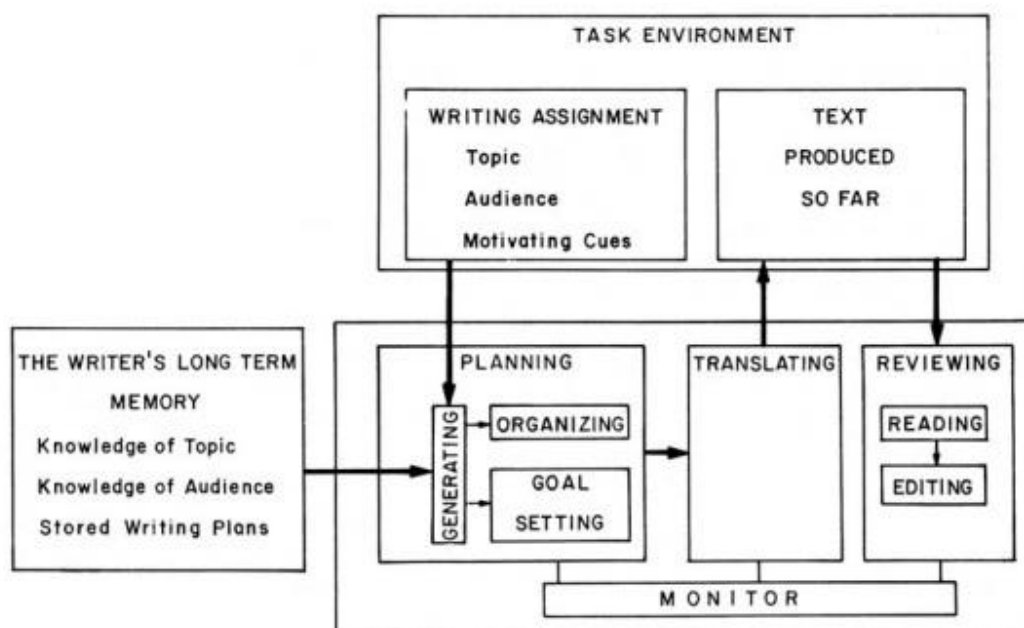 TASK ENVIRONMENT
WRITING ASSIGNMENT
Topic
Audience
Motivating Cues
TEXT
PRODUCED
SO FAR
THE WRITER'S LONG TERM
MEMORY
Knowledge of Topic
Knowledge of Audience
Stored Writing Plans
PLANNING
GENERATING
ORGANIZING
GOAL
SETTING
TRANSLATING
REVIEWING
READING
EDITING
MONITOR